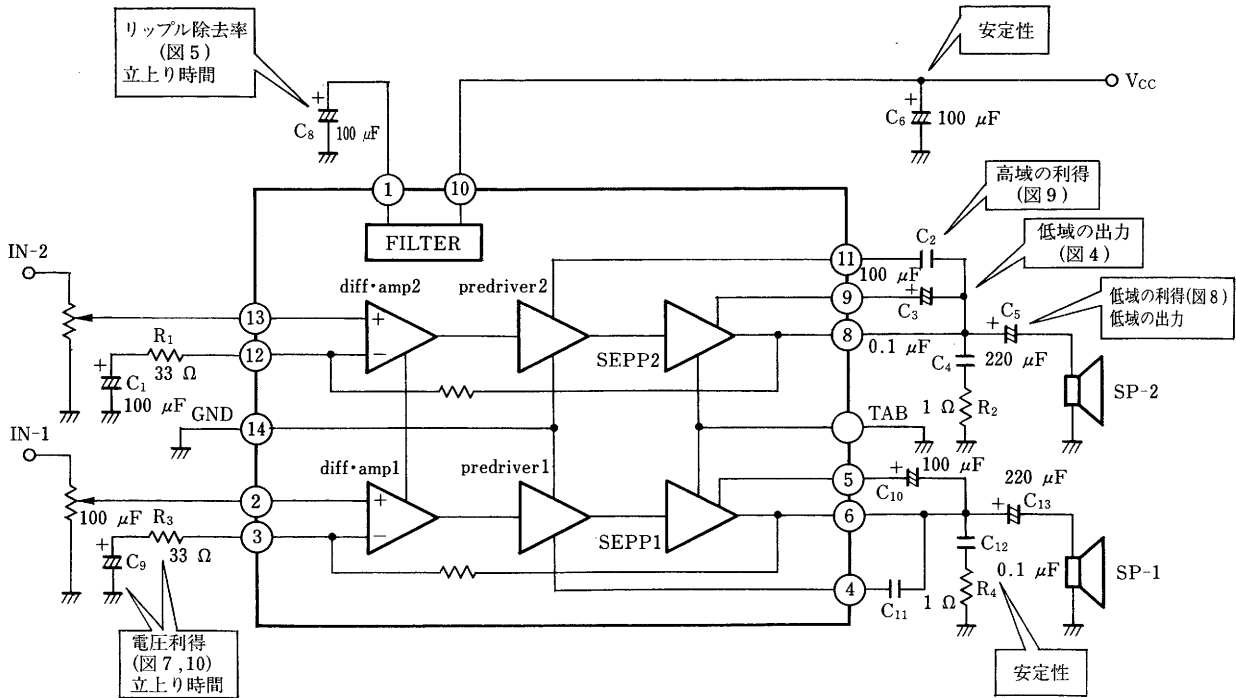 リップル除去率
(図5)
立上り時間
安定性
VCC
C8
100 μF
C6
100 μF
1
10
FILTER
高域の利得
(図9)
C2
低域の出力
(図4)
低域の利得(図8)
低域の出力
IN-2
diff・amp2
predriver2
SEPP2
11
100 μF
9
C3
8
0.1 μF
C5
220 μF
C4
1 Ω
R2
SP-2
13
R1
12
33 Ω
C1
100 μF
GND
14
TAB
IN-1
diff・amp1
predriver1
SEPP1
5
100 μF
C10
6
220 μF
C13
C12
0.1 μF
1 Ω
R4
SP-1
4
C11
2
100 μF
R3
3
33 Ω
C9
電圧利得
(図7,10)
立上り時間
安定性